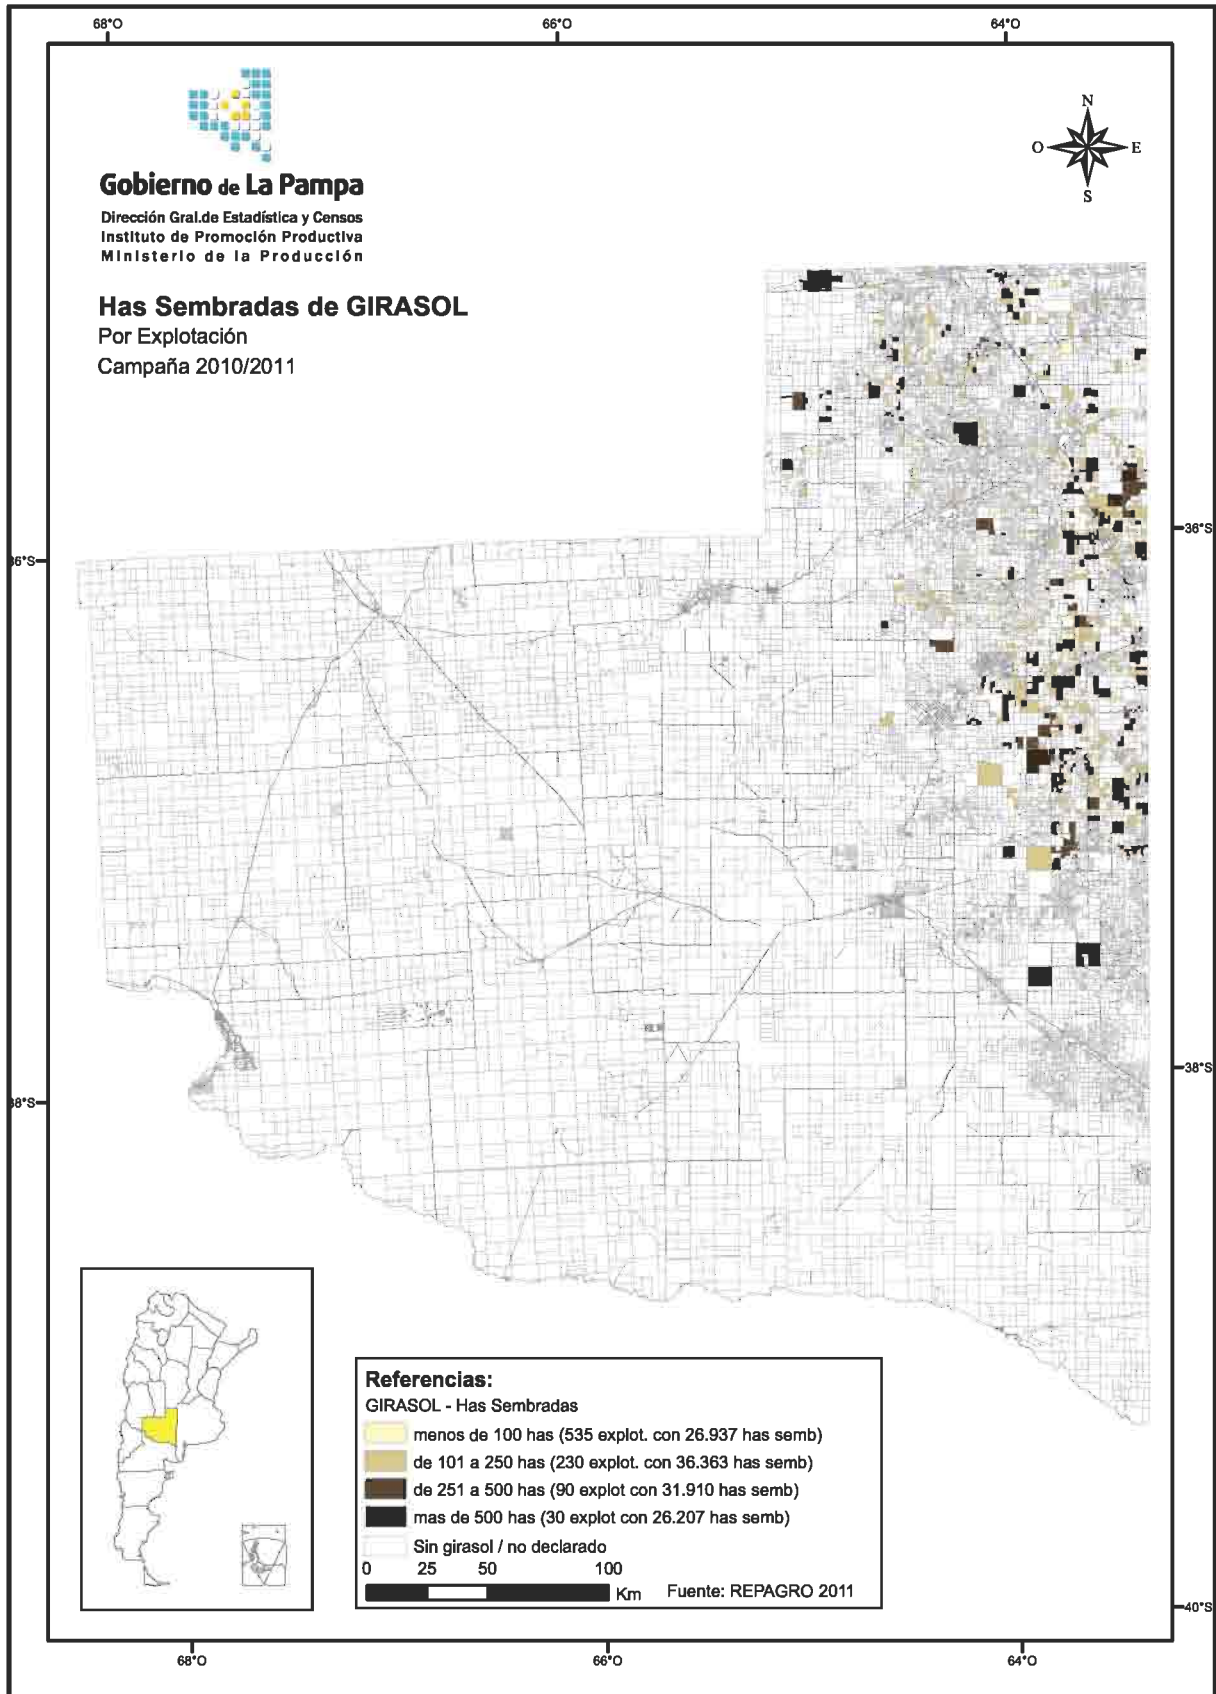 68°O 66°O 64°O
N
O E
S
Gobierno de La Pampa
Dirección Gral.de Estadística y Censos
Instituto de Promoción Productiva
Ministerio de la Producción
Has Sembradas de GIRASOL
Por Explotación
Campaña 2010/2011
36°S
6°S
38°S
8°S
Referencias:
GIRASOL - Has Sembradas
menos de 100 has (535 explot. con 26.937 has semb)
de 101 a 250 has (230 explot. con 36.363 has semb)
de 251 a 500 has (90 explot con 31.910 has semb)
mas de 500 has (30 explot con 26.207 has semb)
Sin girasol / no declarado
0 25 50 100
Km Fuente: REPAGRO 2011
40°S
68°O 66°O 64°O